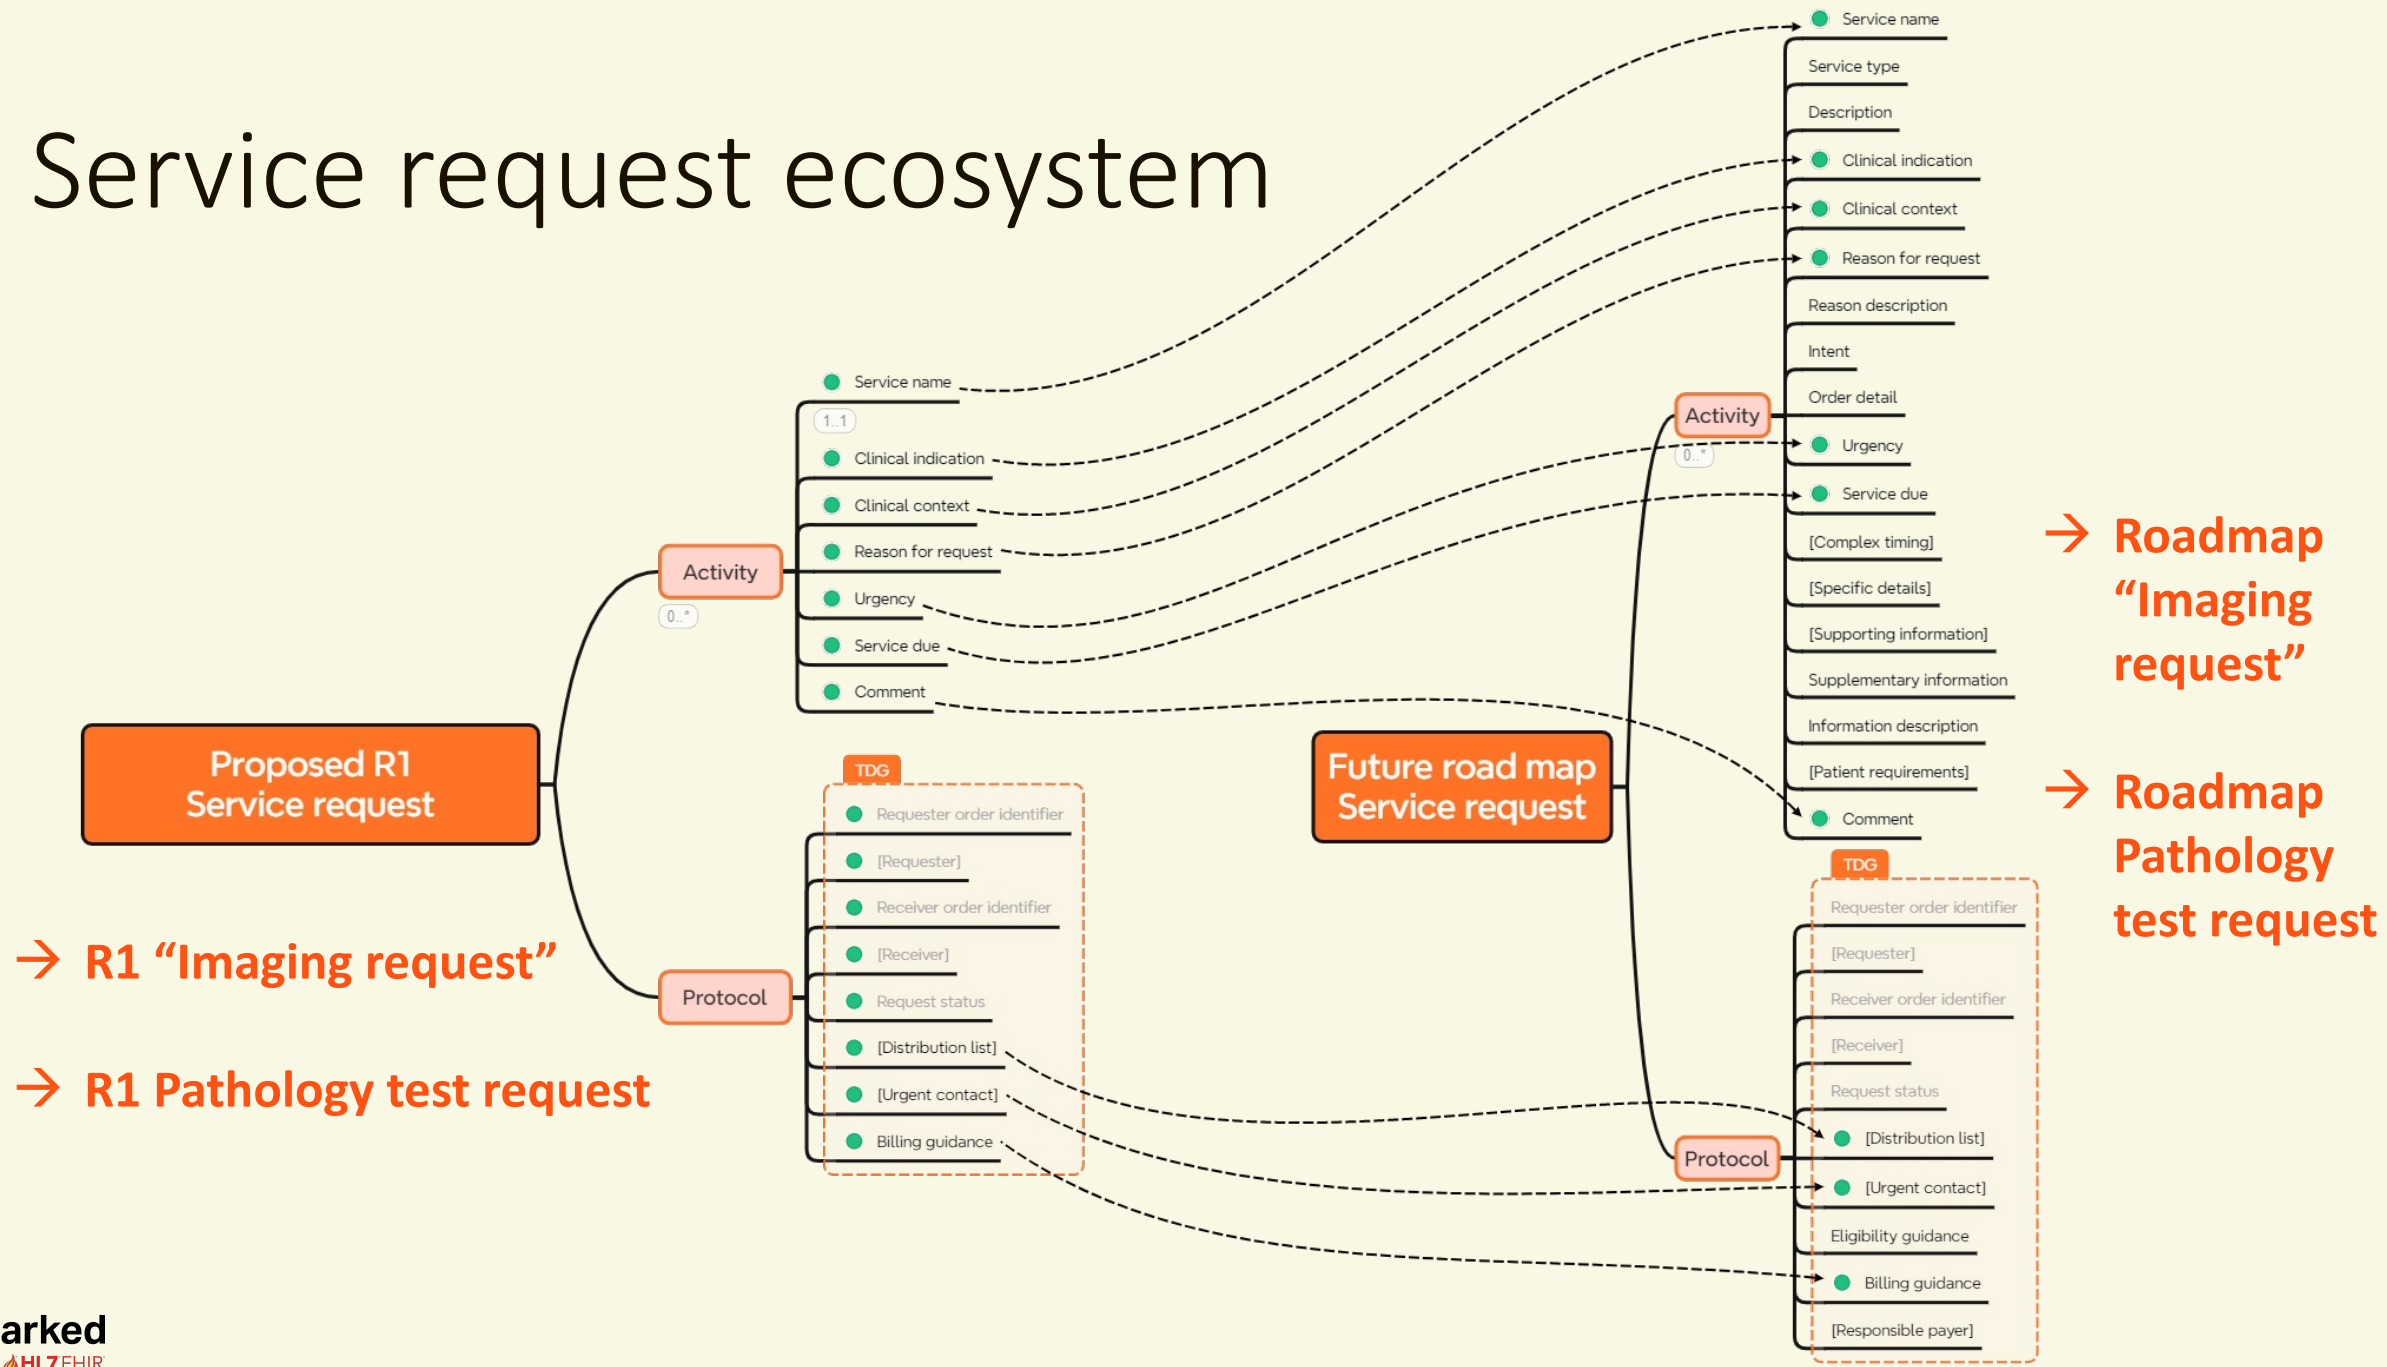 Service request ecosystem
Proposed R1
Service request
Activity
0..*
Service name
1..1
Clinical indication
Clinical context
Reason for request
Urgency
Service due
Comment
Protocol
TDG
Requester order identifier
[Requester]
Receiver order identifier
[Receiver]
Request status
[Distribution list]
[Urgent contact]
Billing guidance
→ R1 “Imaging request”
→ R1 Pathology test request
Future road map
Service request
Activity
0..*
Service name
Service type
Description
Clinical indication
Clinical context
Reason for request
Reason description
Intent
Order detail
Urgency
Service due
[Complex timing]
[Specific details]
[Supporting information]
Supplementary information
Information description
[Patient requirements]
Comment
Protocol
TDG
Requester order identifier
[Requester]
Receiver order identifier
[Receiver]
Request status
[Distribution list]
[Urgent contact]
Eligibility guidance
Billing guidance
[Responsible payer]
→ Roadmap
“Imaging
request”
→ Roadmap
Pathology
test request
arked
HL7 FHIR